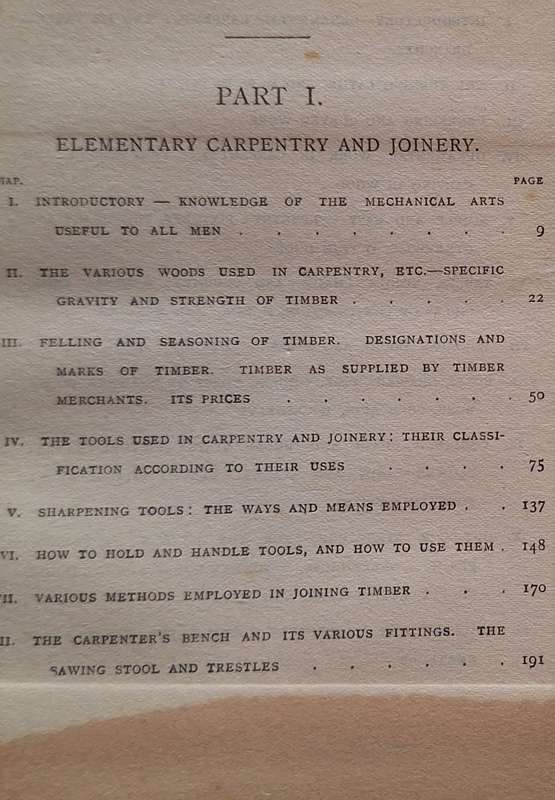 PART I.
ELEMENTARY CARPENTRY AND JOINERY.
HAP. PAGE
I. INTRODUCTORY — KNOWLEDGE OF THE MECHANICAL ARTS
USEFUL TO ALL MEN . . . . . . . . 9
II. THE VARIOUS WOODS USED IN CARPENTRY, ETC.—SPECIFIC
GRAVITY AND STRENGTH OF TIMBER . . . . . 22
III. FELLING AND SEASONING OF TIMBER. DESIGNATIONS AND
MARKS OF TIMBER. TIMBER AS SUPPLIED BY TIMBER
MERCHANTS. ITS PRICES . . . . . . . 50
IV. THE TOOLS USED IN CARPENTRY AND JOINERY: THEIR CLASSI-
FICATION ACCORDING TO THEIR USES . . . . 75
V. SHARPENING TOOLS: THE WAYS AND MEANS EMPLOYED . . 137
VI. HOW TO HOLD AND HANDLE TOOLS, AND HOW TO USE THEM . 148
II. VARIOUS METHODS EMPLOYED IN JOINING TIMBER . . . 170
II. THE CARPENTER'S BENCH AND ITS VARIOUS FITTINGS. THE
SAWING STOOL AND TRESTLES . . . . . . 191